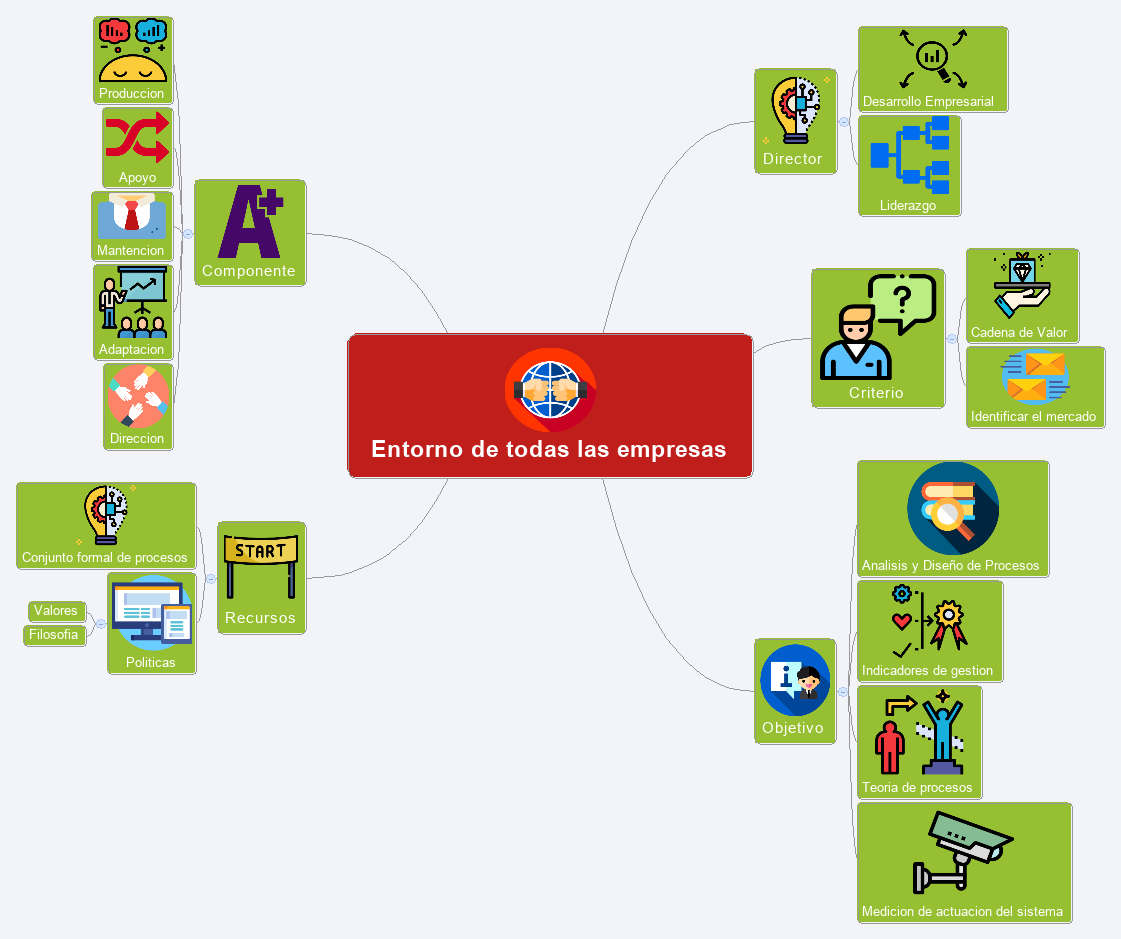 Entorno de todas las empresas
Director
Desarrollo Empresarial
Liderazgo
Criterio
?
Cadena de Valor
Identificar el mercado
Objetivo
i
Analisis y Diseño de Procesos
Indicadores de gestion
Teoria de procesos
Medicion de actuacion del sistema
Recursos
START
Conjunto formal de procesos
Politicas
Valores
Filosofia
Componente
A+
Produccion
Apoyo
Mantencion
Adaptacion
Direccion